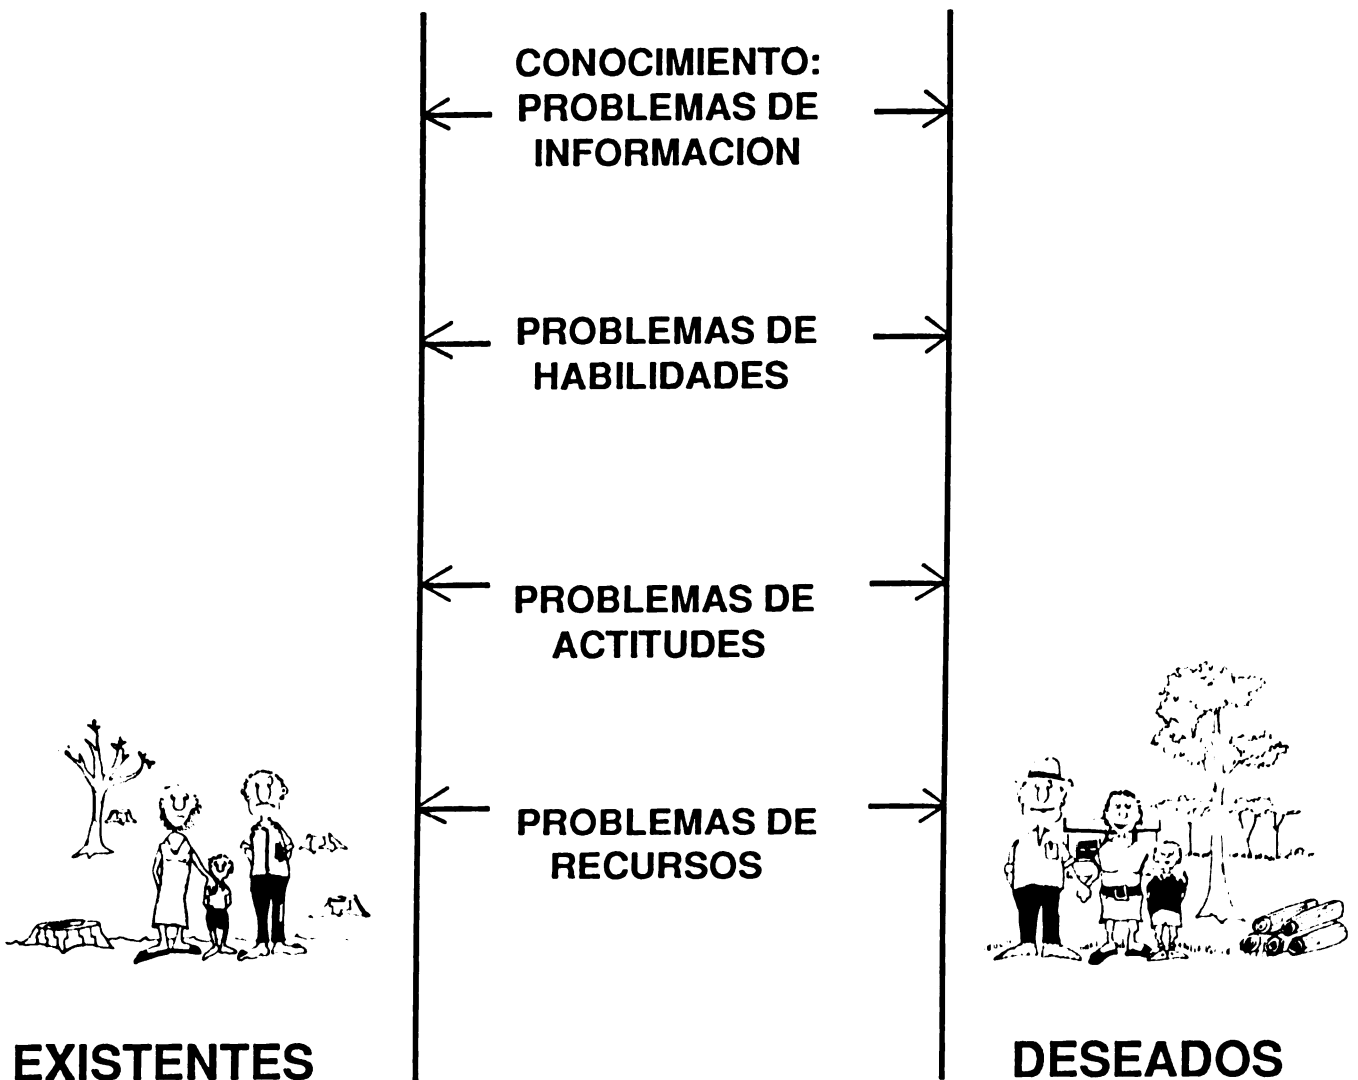 CONOCIMIENTO:
PROBLEMAS DE
INFORMACION
PROBLEMAS DE
HABILIDADES
PROBLEMAS DE
ACTITUDES
PROBLEMAS DE
RECURSOS
EXISTENTES
DESEADOS